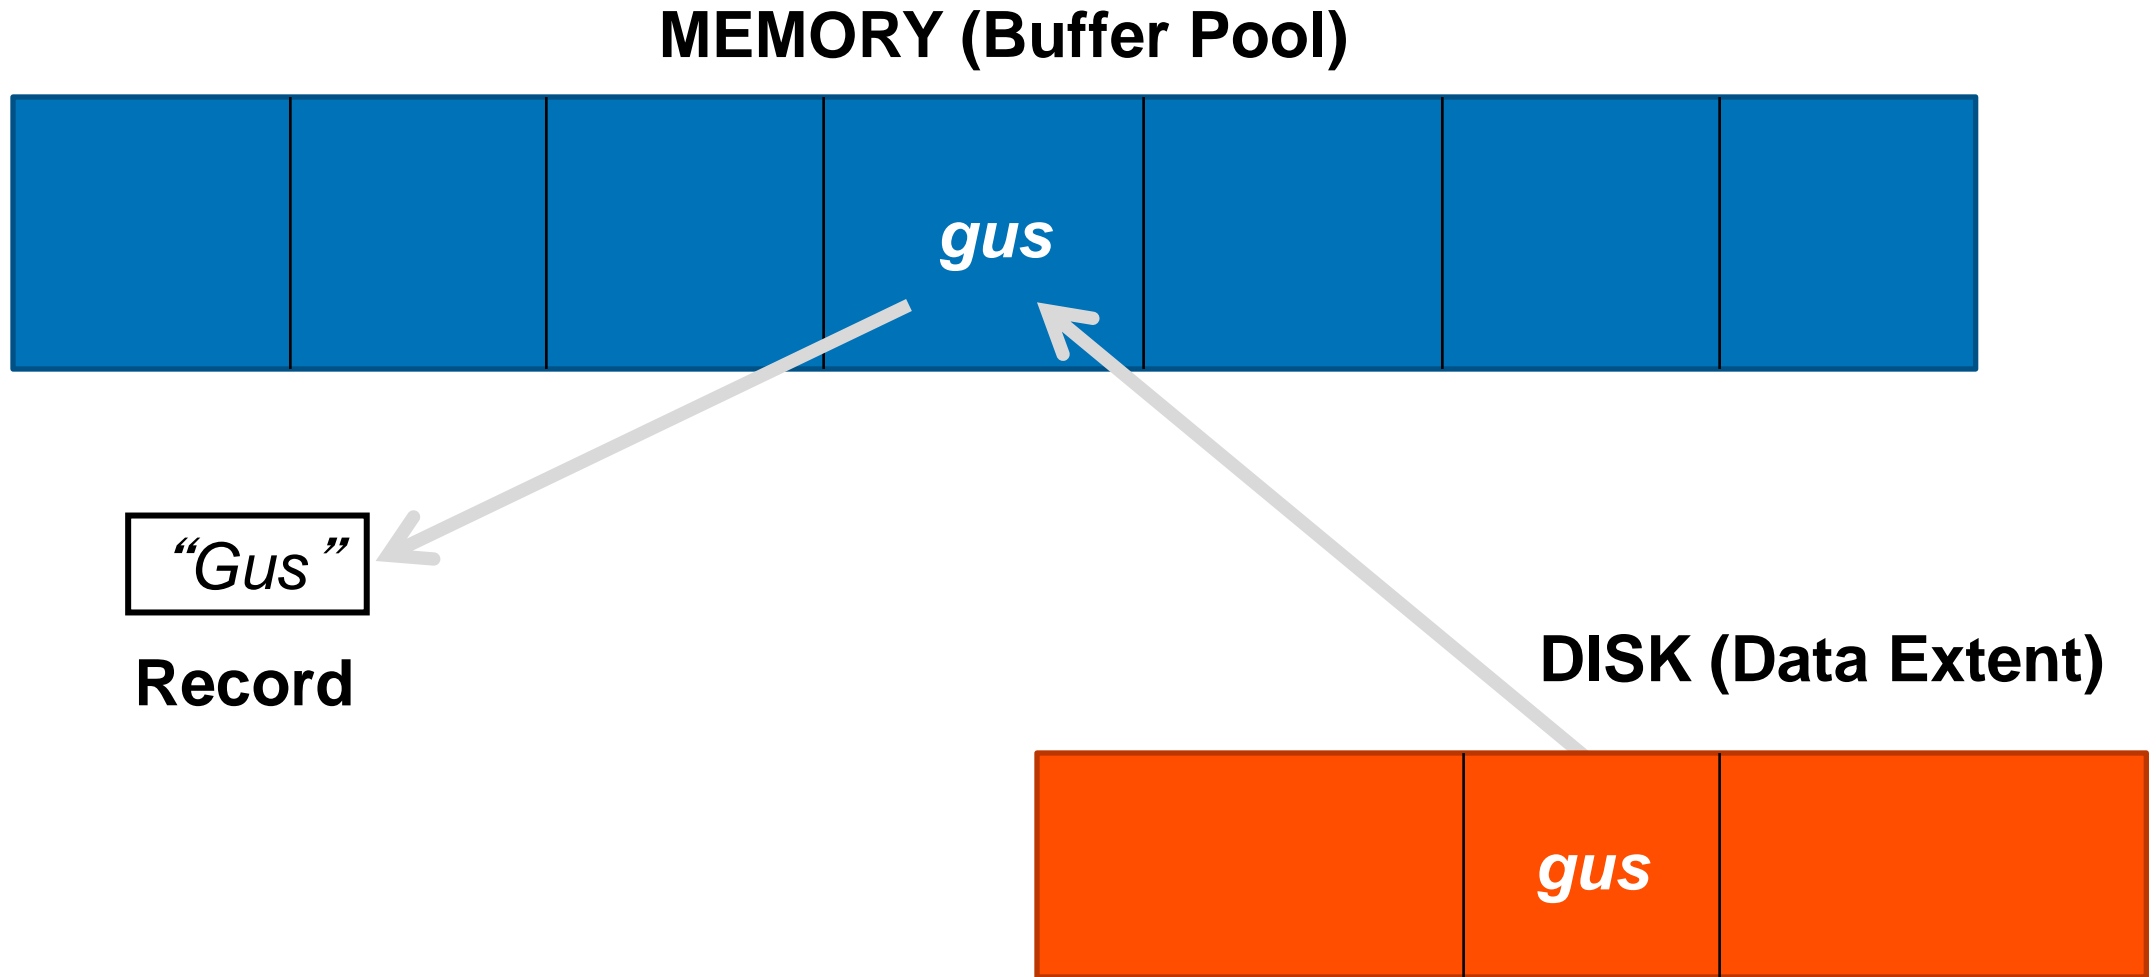 MEMORY (Buffer Pool)
gus
“Gus”
Record
DISK (Data Extent)
gus